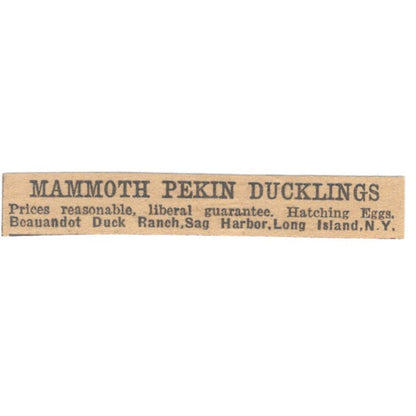 MAMMOTH PEKIN DUCKLINGS
Prices reasonable, liberal guarantee. Hatching Eggs.
Beauandot Duck Ranch, Sag Harbor, Long Island, N.Y.